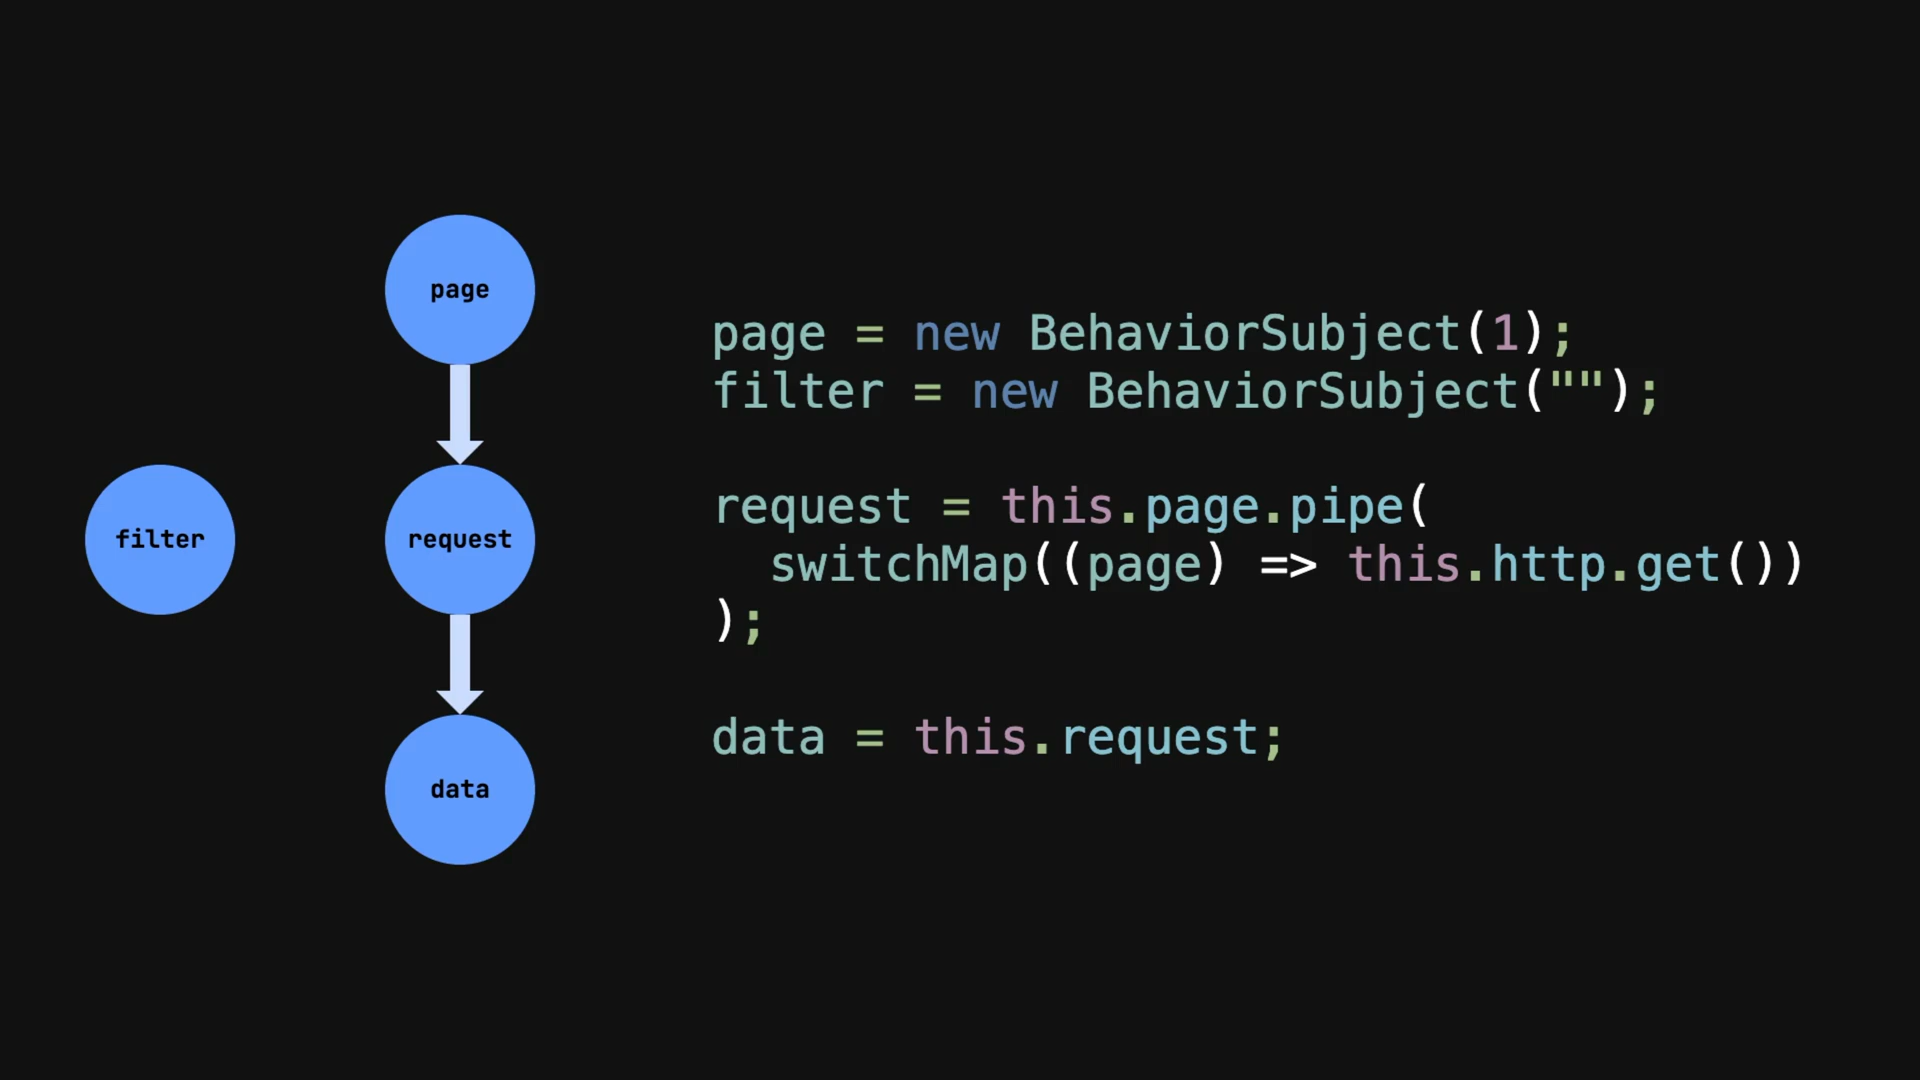 page
filter
request
data
page = new BehaviorSubject(1);
filter = new BehaviorSubject("");
request = this.page.pipe(
  switchMap((page) => this.http.get())
);
data = this.request;